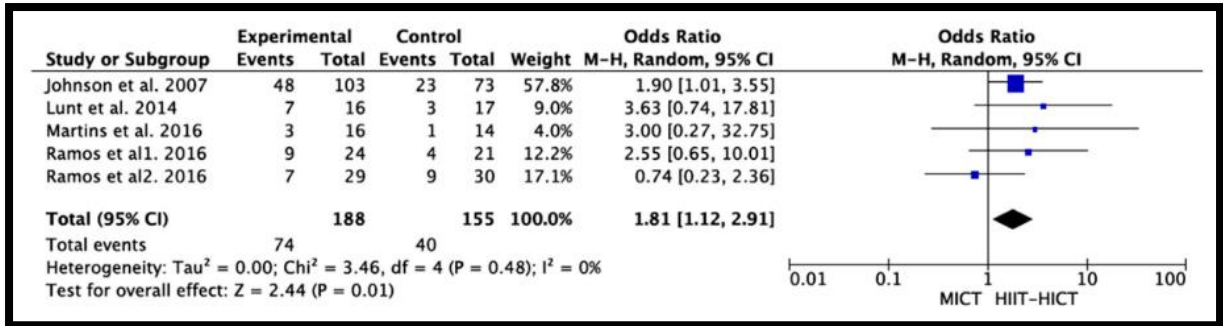 Experimental Control Odds Ratio Odds Ratio
Study or Subgroup Events Total Events Total Weight M-H, Random, 95% CI M-H, Random, 95% CI
Johnson et al. 2007 48 103 23 73 57.8% 1.90 [1.01, 3.55]
Lunt et al. 2014 7 16 3 17 9.0% 3.63 [0.74, 17.81]
Martins et al. 2016 3 16 1 14 4.0% 3.00 [0.27, 32.75]
Ramos et al1. 2016 9 24 4 21 12.2% 2.55 [0.65, 10.01]
Ramos et al2. 2016 7 29 9 30 17.1% 0.74 [0.23, 2.36]
Total (95% CI) 188 155 100.0% 1.81 [1.12, 2.91]
Total events 74 40
Heterogeneity: Tau² = 0.00; Chi² = 3.46, df = 4 (P = 0.48); I² = 0%
Test for overall effect: Z = 2.44 (P = 0.01)
0.01 0.1 1 10 100
MICT HIIT-HICT